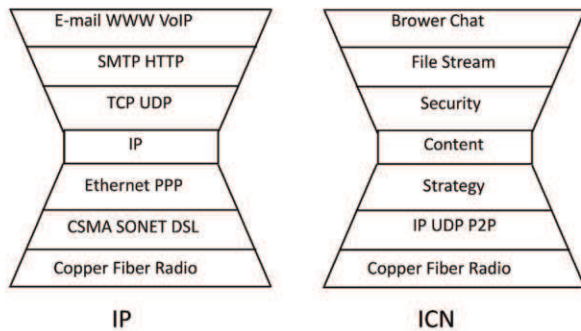 E-mail WWW VoIP
SMTP HTTP
TCP UDP
IP
Ethernet PPP
CSMA SONET DSL
Copper Fiber Radio
IP
Brower Chat
File Stream
Security
Content
Strategy
IP UDP P2P
Copper Fiber Radio
ICN